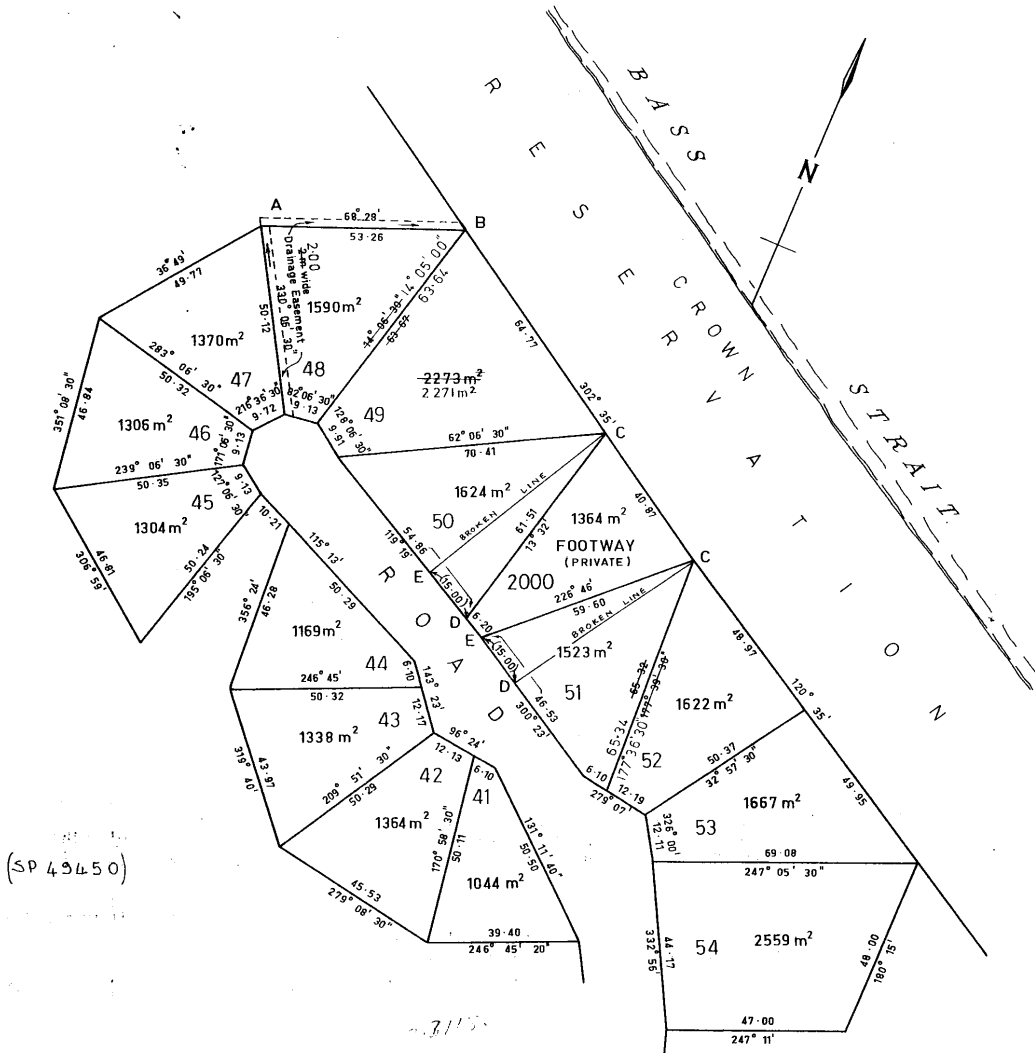 BASS STRAIT
CROWN
RESERVATION
N
A
68° 28'
B
53·26
2·00
2m wide
Drainage Easement
330° 06' 30"
36° 49'
49·77
50·12
1590 m²
14° 06' 30"
14° 05' 00"
63·67
63·64
1370 m²
64·77
283° 06' 30"
50·32
47
48
216° 36' 30"
9·72
82° 06' 30"
9·13
2273 m²
2271 m²
49
351° 08' 30"
46·84
1306 m²
46
171° 06' 30"
9·13
128° 06' 30"
9·91
302° 35'
62° 06' 30"
70·41
C
239° 06' 30"
50·35
45
127° 06' 30"
9·13
1304 m²
10·21
1624 m²
BROKEN LINE
50
61·51
13° 32'
1364 m²
40·87
FOOTWAY
(PRIVATE)
2000
C
46·81
306° 59'
50·24
195° 06' 30"
115° 13'
50·29
54·86
119° 19'
E
(15·00)
D
6·20
E
(15·00)
D
226° 46'
59·60
BROKEN LINE
356° 24'
46·28
ROAD
1169 m²
44
1523 m²
51
48·97
246° 45'
50·32
6·10
143° 23'
12·17
43
46·53
300° 23'
65·32
177° 39' 30"
65·34
177° 36' 30"
1622 m²
52
120° 35'
1338 m²
319° 40'
43·97
209° 51' 30"
50·29
96° 24'
12·13
6·10
42
41
6·10
12·19
279° 07'
50·37
32° 57' 30"
49·95
1667 m²
53
1364 m²
170° 58' 30"
50·11
131° 11' 40"
50·50
326° 00'
12·11
69·08
247° 05' 30"
(SP 49450)
45·53
279° 08' 30"
1044 m²
39·40
246° 45' 20"
54
2559 m²
332° 56'
44·17
48·00
180° 15'
47·00
247° 11'